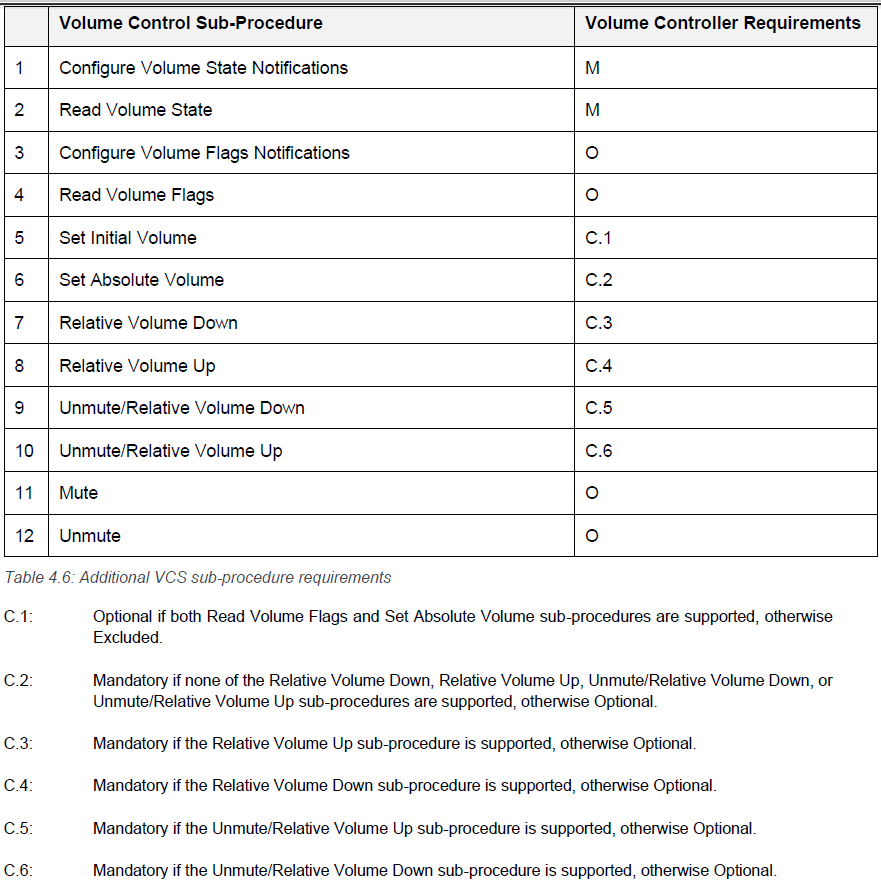 Volume Control Sub-Procedure Volume Controller Requirements
1 Configure Volume State Notifications M
2 Read Volume State M
3 Configure Volume Flags Notifications O
4 Read Volume Flags O
5 Set Initial Volume C.1
6 Set Absolute Volume C.2
7 Relative Volume Down C.3
8 Relative Volume Up C.4
9 Unmute/Relative Volume Down C.5
10 Unmute/Relative Volume Up C.6
11 Mute O
12 Unmute O
Table 4.6: Additional VCS sub-procedure requirements
C.1: Optional if both Read Volume Flags and Set Absolute Volume sub-procedures are supported, otherwise
Excluded.
C.2: Mandatory if none of the Relative Volume Down, Relative Volume Up, Unmute/Relative Volume Down, or
Unmute/Relative Volume Up sub-procedures are supported, otherwise Optional.
C.3: Mandatory if the Relative Volume Up sub-procedure is supported, otherwise Optional.
C.4: Mandatory if the Relative Volume Down sub-procedure is supported, otherwise Optional.
C.5: Mandatory if the Unmute/Relative Volume Up sub-procedure is supported, otherwise Optional.
C.6: Mandatory if the Unmute/Relative Volume Down sub-procedure is supported, otherwise Optional.